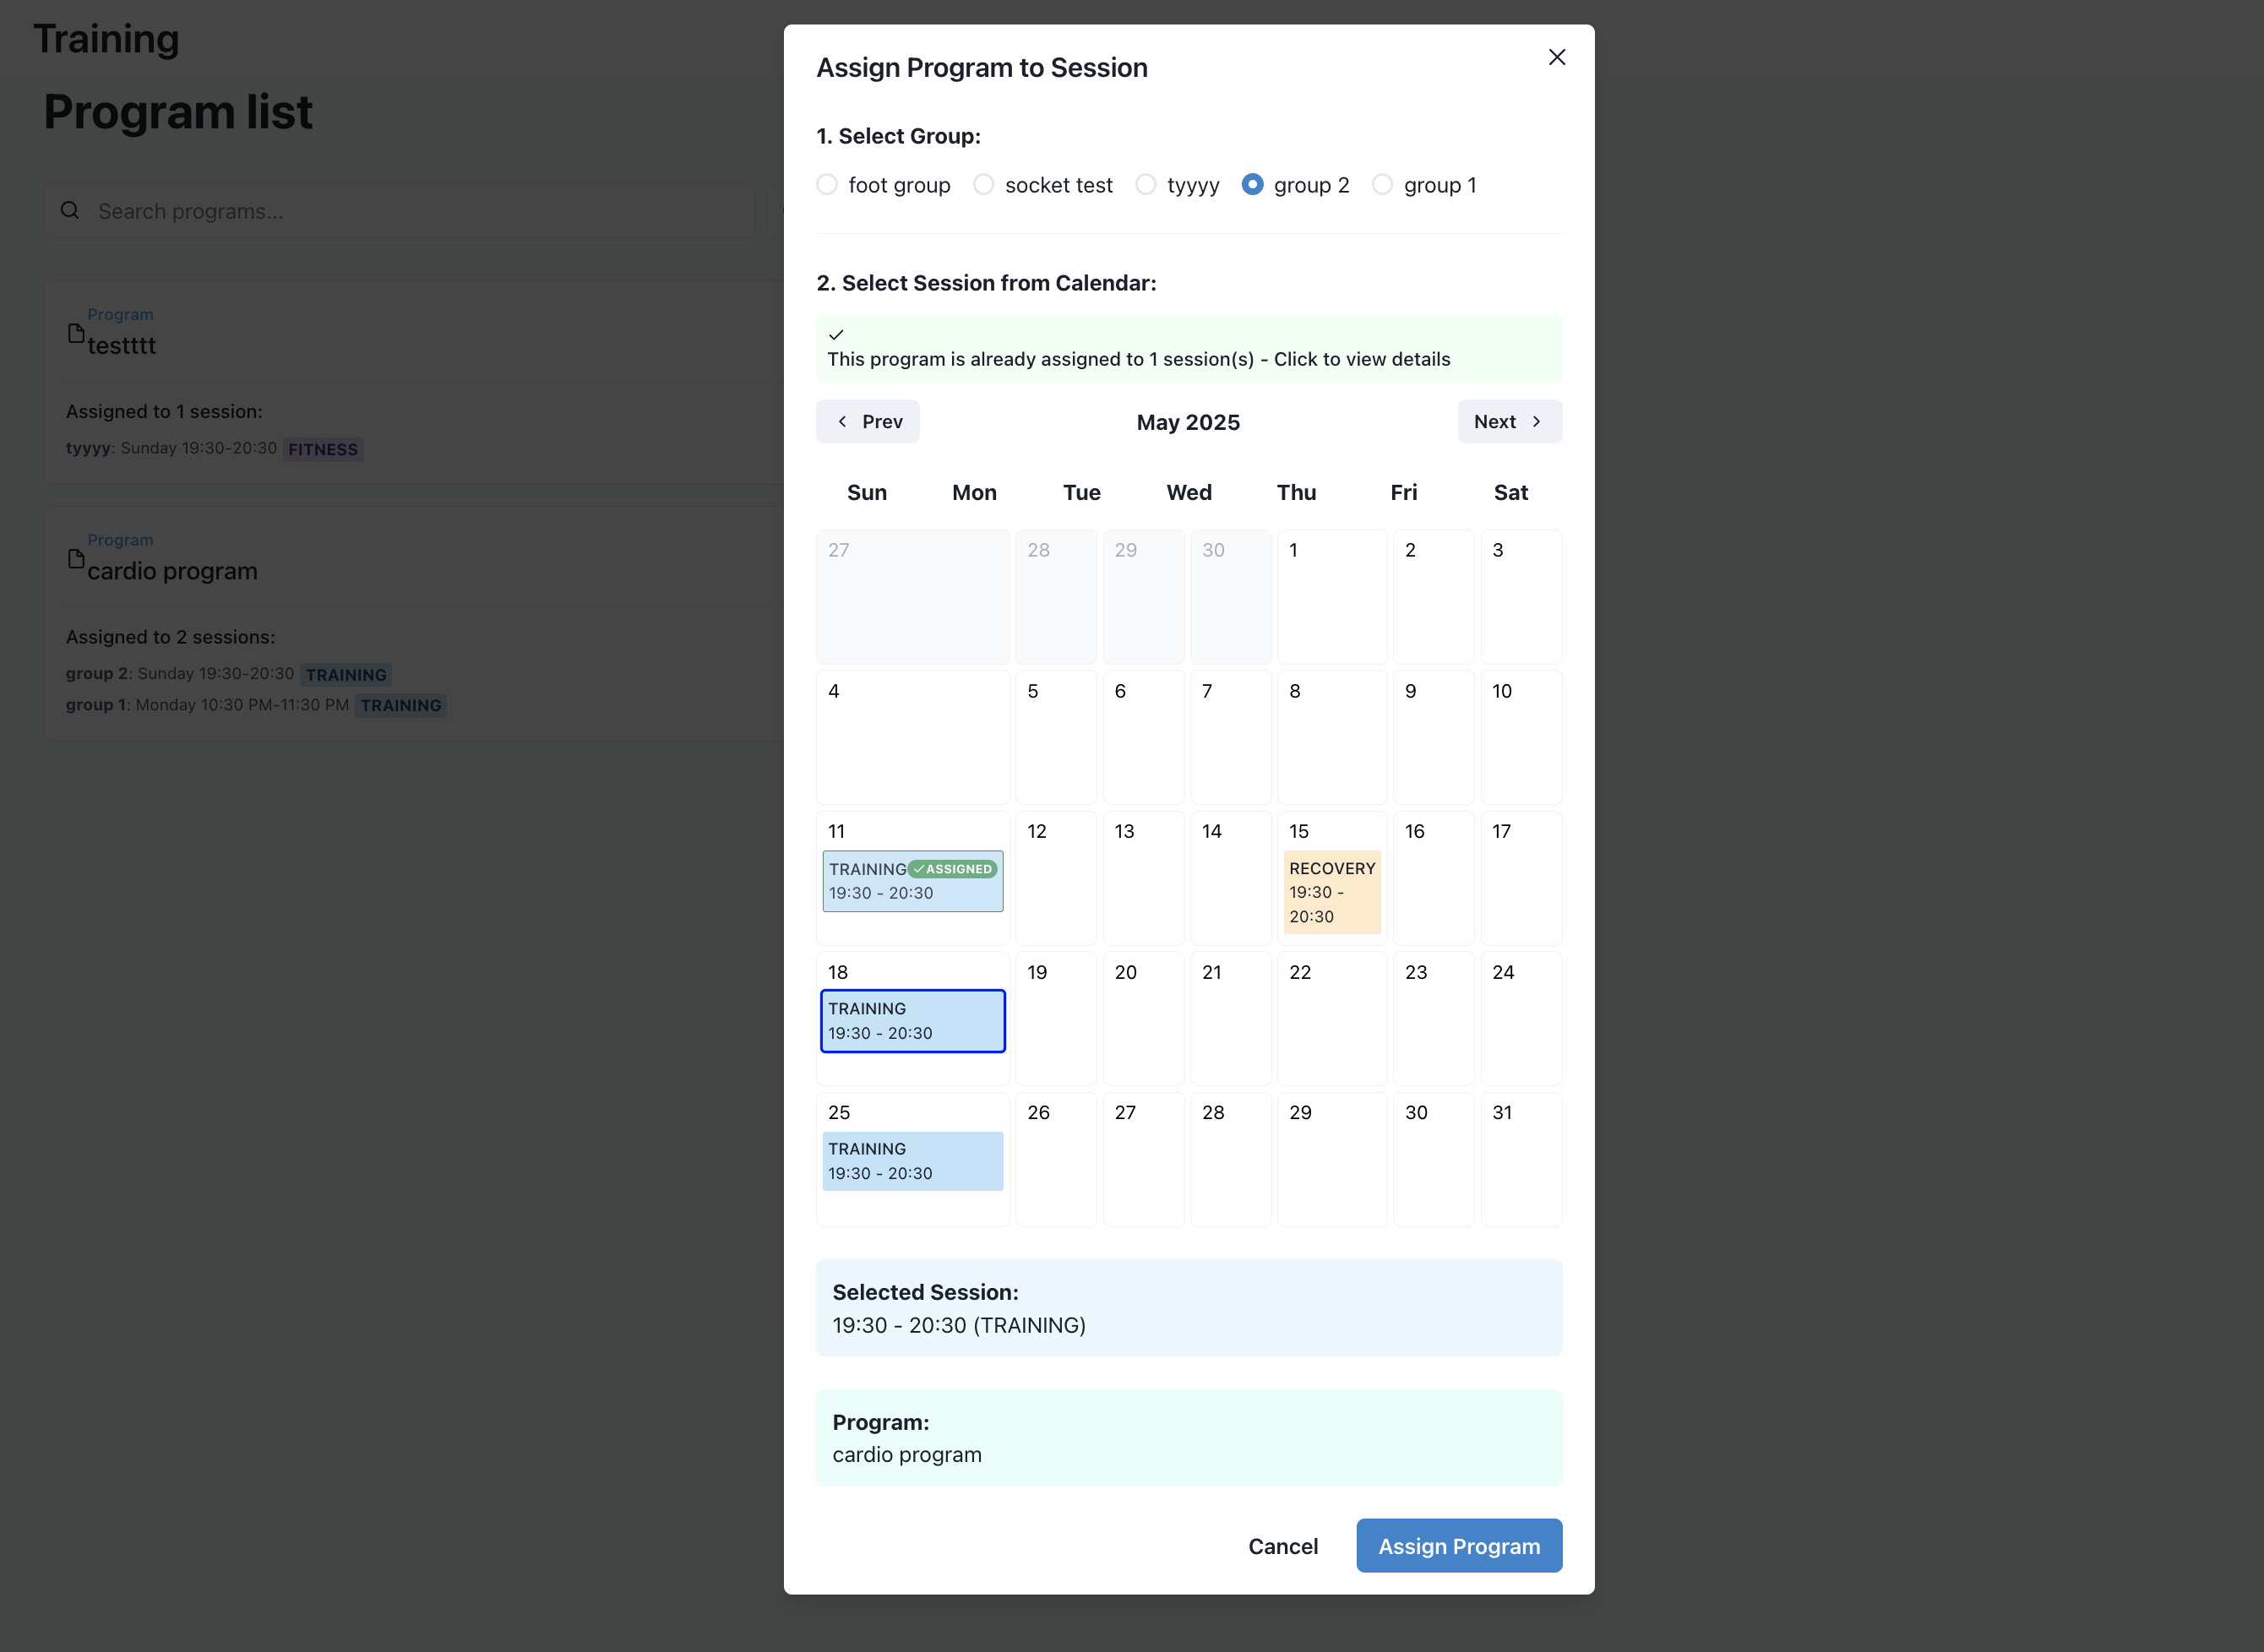 Training
Program list
Search programs...
Program
testttt
Assigned to 1 session:
tyyyy: Sunday 19:30-20:30 FITNESS
Program
cardio program
Assigned to 2 sessions:
group 2: Sunday 19:30-20:30 TRAINING
group 1: Monday 10:30 PM-11:30 PM TRAINING
Assign Program to Session
1. Select Group:
foot group socket test tyyyy group 2 group 1
2. Select Session from Calendar:
This program is already assigned to 1 session(s) - Click to view details
Prev May 2025 Next
Sun Mon Tue Wed Thu Fri Sat
27 28 29 30 1 2 3
4 5 6 7 8 9 10
11 12 13 14 15 16 17
TRAINING ASSIGNED
19:30 - 20:30
RECOVERY
19:30 -
20:30
18 19 20 21 22 23 24
TRAINING
19:30 - 20:30
25 26 27 28 29 30 31
TRAINING
19:30 - 20:30
Selected Session:
19:30 - 20:30 (TRAINING)
Program:
cardio program
Cancel Assign Program